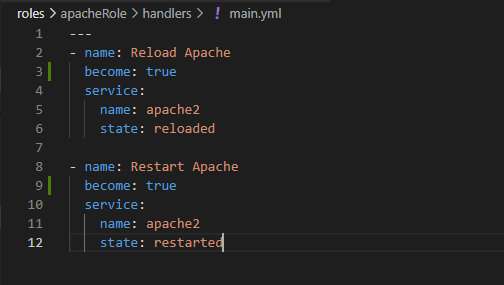 roles > apacheRole > handlers > ! main.yml
1 ---
2 - name: Reload Apache
3   become: true
4   service:
5     name: apache2
6     state: reloaded
7
8 - name: Restart Apache
9   become: true
10   service:
11     name: apache2
12     state: restarted